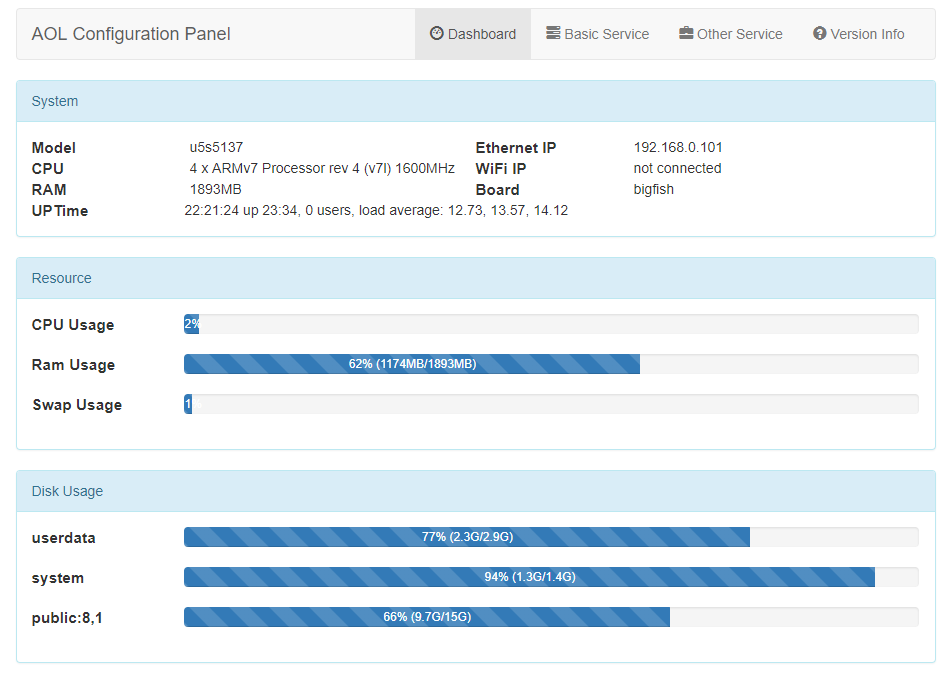 AOL Configuration Panel Dashboard Basic Service Other Service Version Info
System
Model u5s5137 Ethernet IP 192.168.0.101
CPU 4 x ARMv7 Processor rev 4 (v7l) 1600MHz WiFi IP not connected
RAM 1893MB Board bigfish
UPTime 22:21:24 up 23:34, 0 users, load average: 12.73, 13.57, 14.12
Resource
CPU Usage 2%
Ram Usage 62% (1174MB/1893MB)
Swap Usage 1%
Disk Usage
userdata 77% (2.3G/2.9G)
system 94% (1.3G/1.4G)
public:8,1 66% (9.7G/15G)